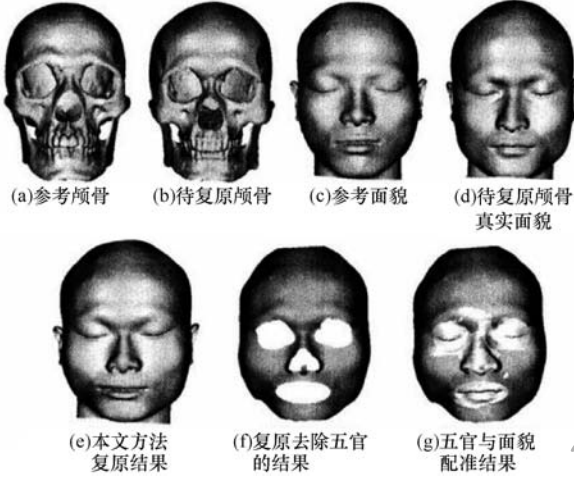 (a)参考颅骨
(b)待复原颅骨
(c)参考面貌
(d)待复原颅骨
真实面貌
(e)本文方法
复原结果
(f)复原去除五官
的结果
(g)五官与面貌
配准结果